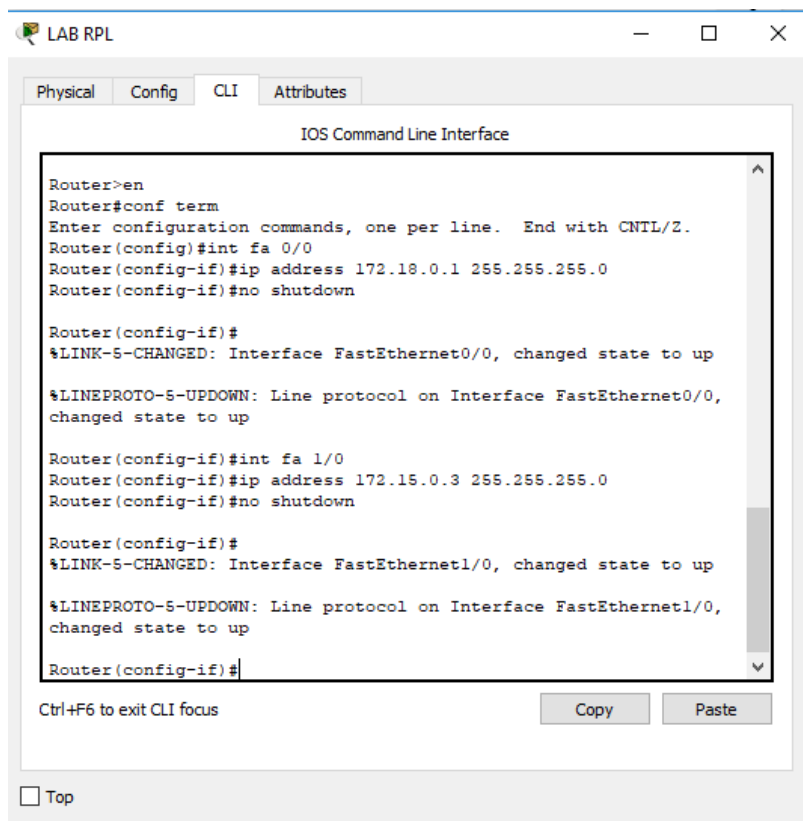 LAB RPL
Physical Config CLI Attributes
IOS Command Line Interface
Router>en
Router#conf term
Enter configuration commands, one per line.  End with CNTL/Z.
Router(config)#int fa 0/0
Router(config-if)#ip address 172.18.0.1 255.255.255.0
Router(config-if)#no shutdown
Router(config-if)#
%LINK-5-CHANGED: Interface FastEthernet0/0, changed state to up
%LINEPROTO-5-UPDOWN: Line protocol on Interface FastEthernet0/0,
changed state to up
Router(config-if)#int fa 1/0
Router(config-if)#ip address 172.15.0.3 255.255.255.0
Router(config-if)#no shutdown
Router(config-if)#
%LINK-5-CHANGED: Interface FastEthernet1/0, changed state to up
%LINEPROTO-5-UPDOWN: Line protocol on Interface FastEthernet1/0,
changed state to up
Router(config-if)#
Ctrl+F6 to exit CLI focus Copy Paste
Top